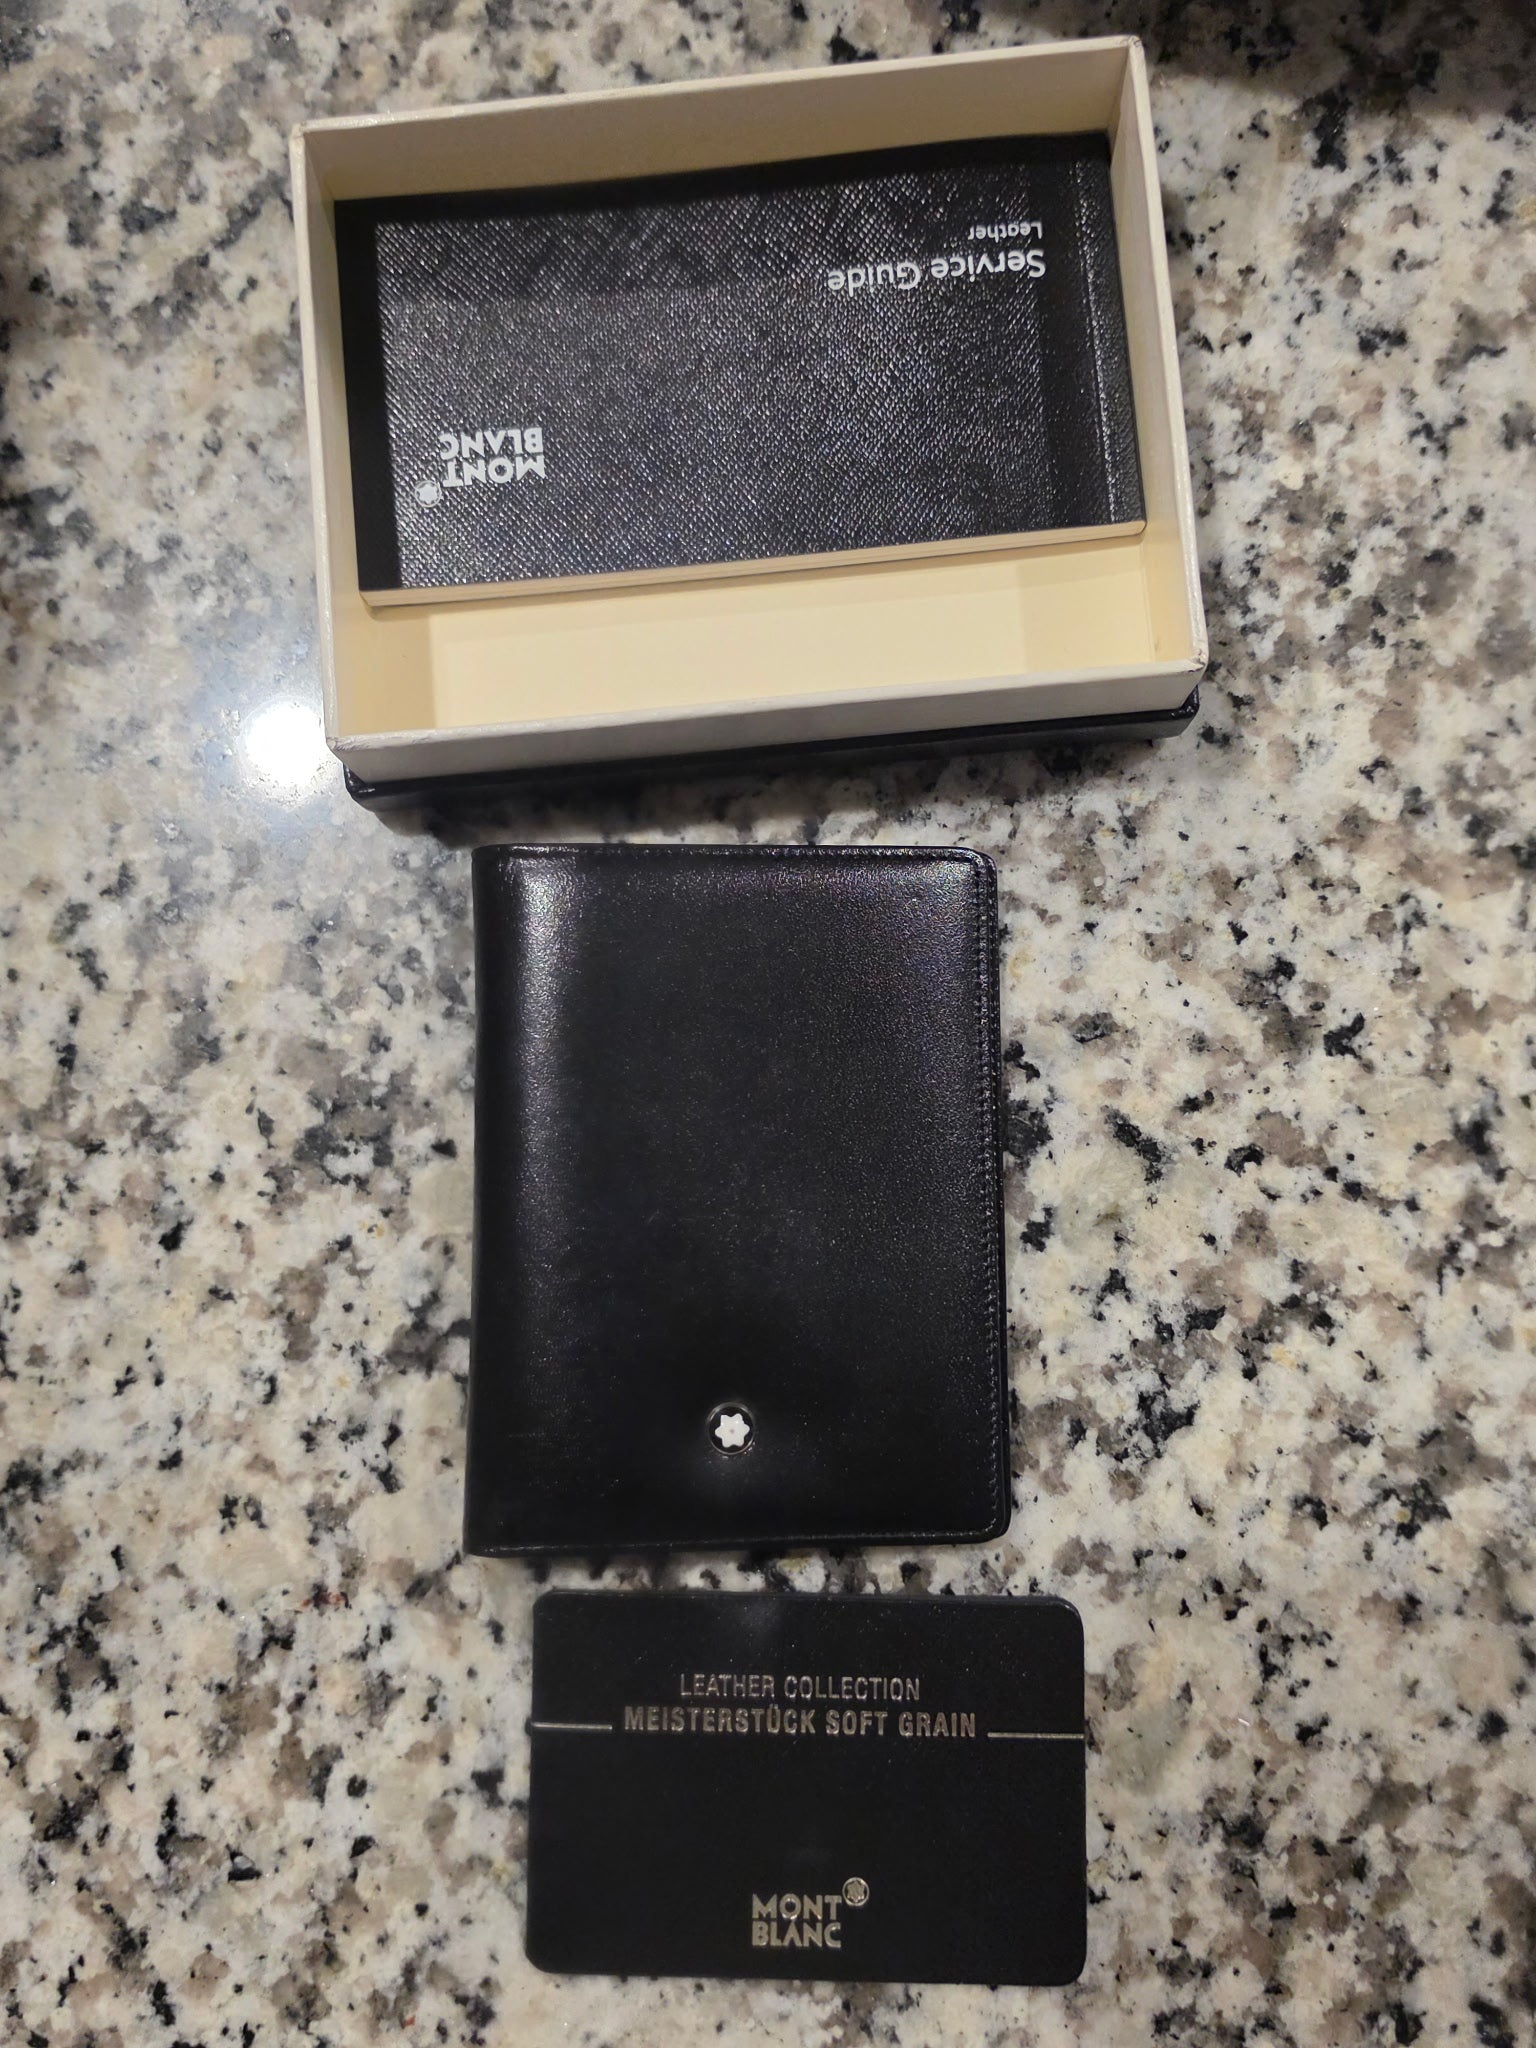 Service Guide
Leather
MONT
BLANC
LEATHER COLLECTION
MEISTERSTÜCK SOFT GRAIN
MONT
BLANC